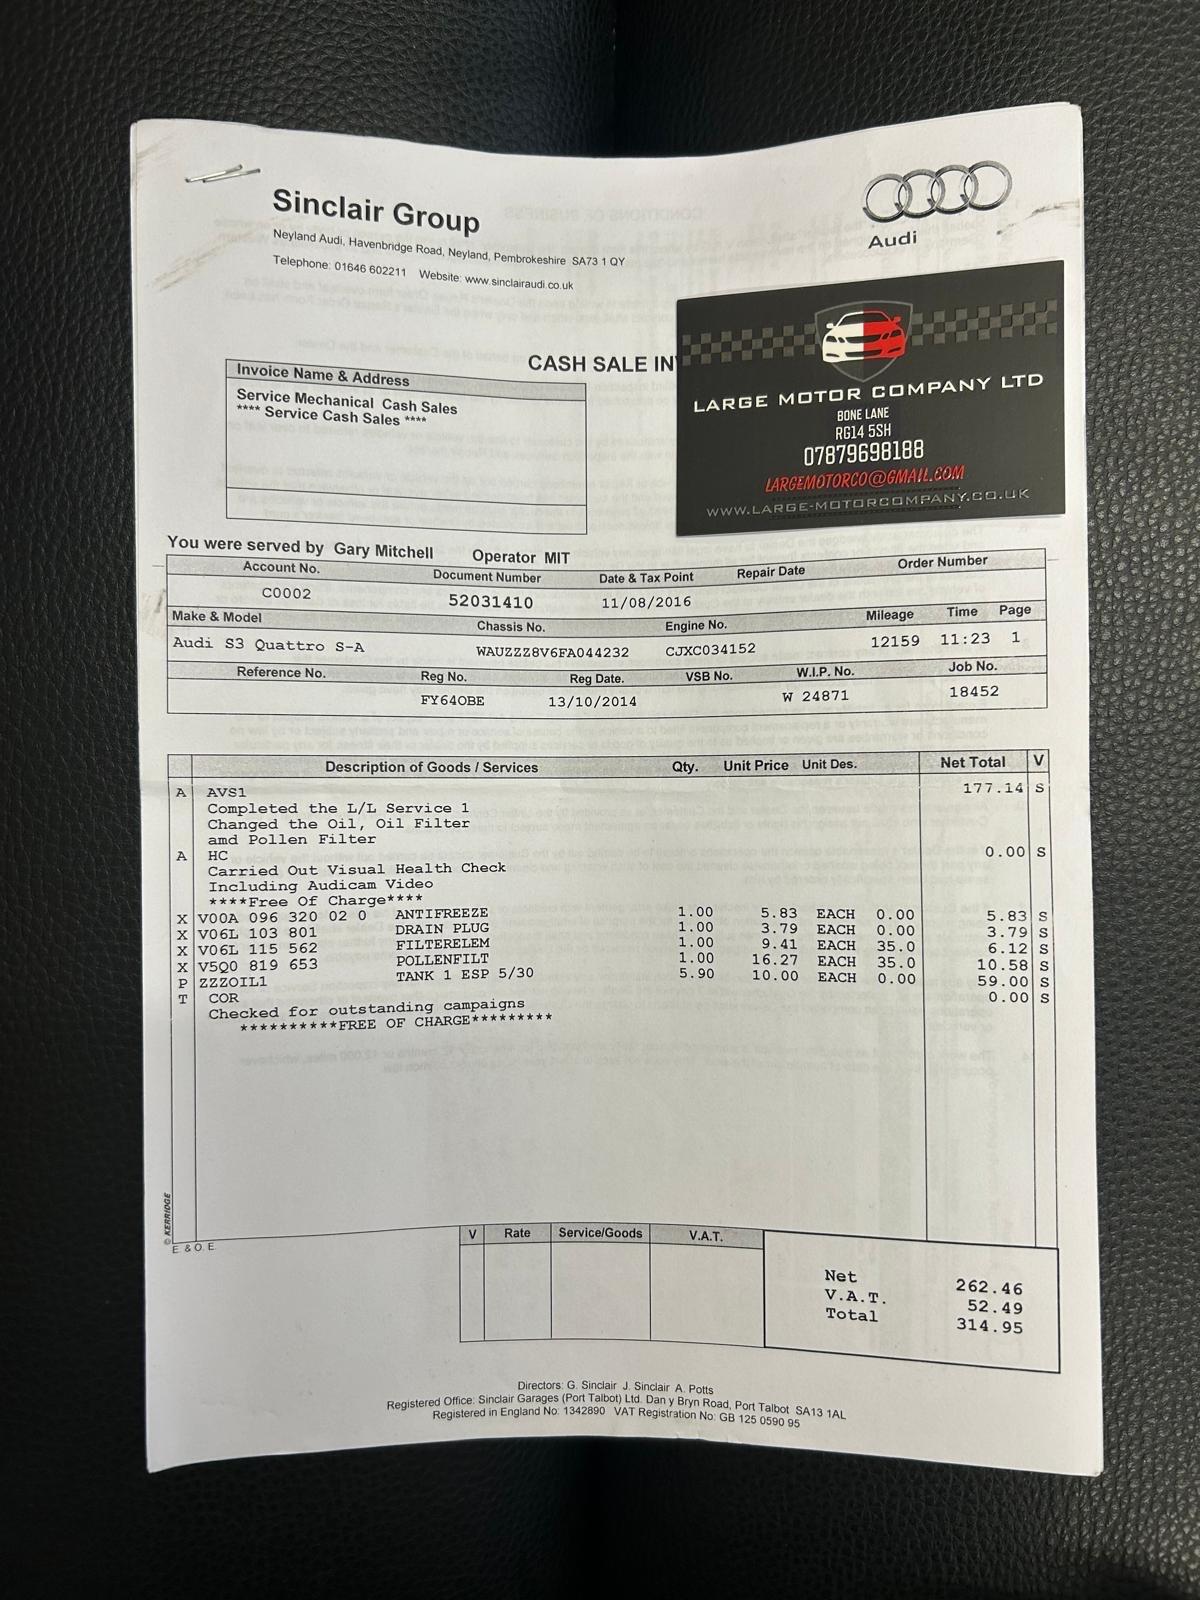 Sinclair Group
Neyland Audi, Havenbridge Road, Neyland, Pembrokeshire SA73 1 QY
Telephone: 01646 602211 Website: www.sinclairaudi.co.uk
Audi
CASH SALE IN
Invoice Name & Address
Service Mechanical Cash Sales
**** Service Cash Sales ****
LARGE MOTOR COMPANY LTD
BONE LANE
RG14 5SH
07879698188
LARGEMOTORCO@GMAIL.COM
WWW.LARGE-MOTORCOMPANY.CO.UK
You were served by Gary Mitchell Operator MIT
Account No. Document Number Date & Tax Point Repair Date Order Number
C0002 52031410 11/08/2016
Make & Model Chassis No. Engine No. Mileage Time Page
Audi S3 Quattro S-A WAUZZZ8V6FA044232 CJXC034152 12159 11:23 1
Reference No. Reg No. Reg Date. VSB No. W.I.P. No. Job No.
FY64OBE 13/10/2014 W 24871 18452
Description of Goods / Services Qty. Unit Price Unit Des. Net Total V
A AVS1 177.14 S
Completed the L/L Service 1
Changed the Oil, Oil Filter
amd Pollen Filter
A HC 0.00 S
Carried Out Visual Health Check
Including Audicam Video
****Free Of Charge****
X V00A 096 320 02 0 ANTIFREEZE 1.00 5.83 EACH 0.00 5.83 S
X V06L 103 801 DRAIN PLUG 1.00 3.79 EACH 0.00 3.79 S
X V06L 115 562 FILTERELEM 1.00 9.41 EACH 35.0 6.12 S
X V5Q0 819 653 POLLENFILT 1.00 16.27 EACH 35.0 10.58 S
P ZZZOIL1 TANK 1 ESP 5/30 5.90 10.00 EACH 0.00 59.00 S
T COR 0.00 S
Checked for outstanding campaigns
**********FREE OF CHARGE*********
© KERRIDGE
E & O E
V Rate Service/Goods V.A.T.
Net 262.46
V.A.T. 52.49
Total 314.95
Directors: G. Sinclair J. Sinclair A. Potts
Registered Office: Sinclair Garages (Port Talbot) Ltd. Dan y Bryn Road, Port Talbot SA13 1AL
Registered in England No: 1342890 VAT Registration No: GB 125 0590 95